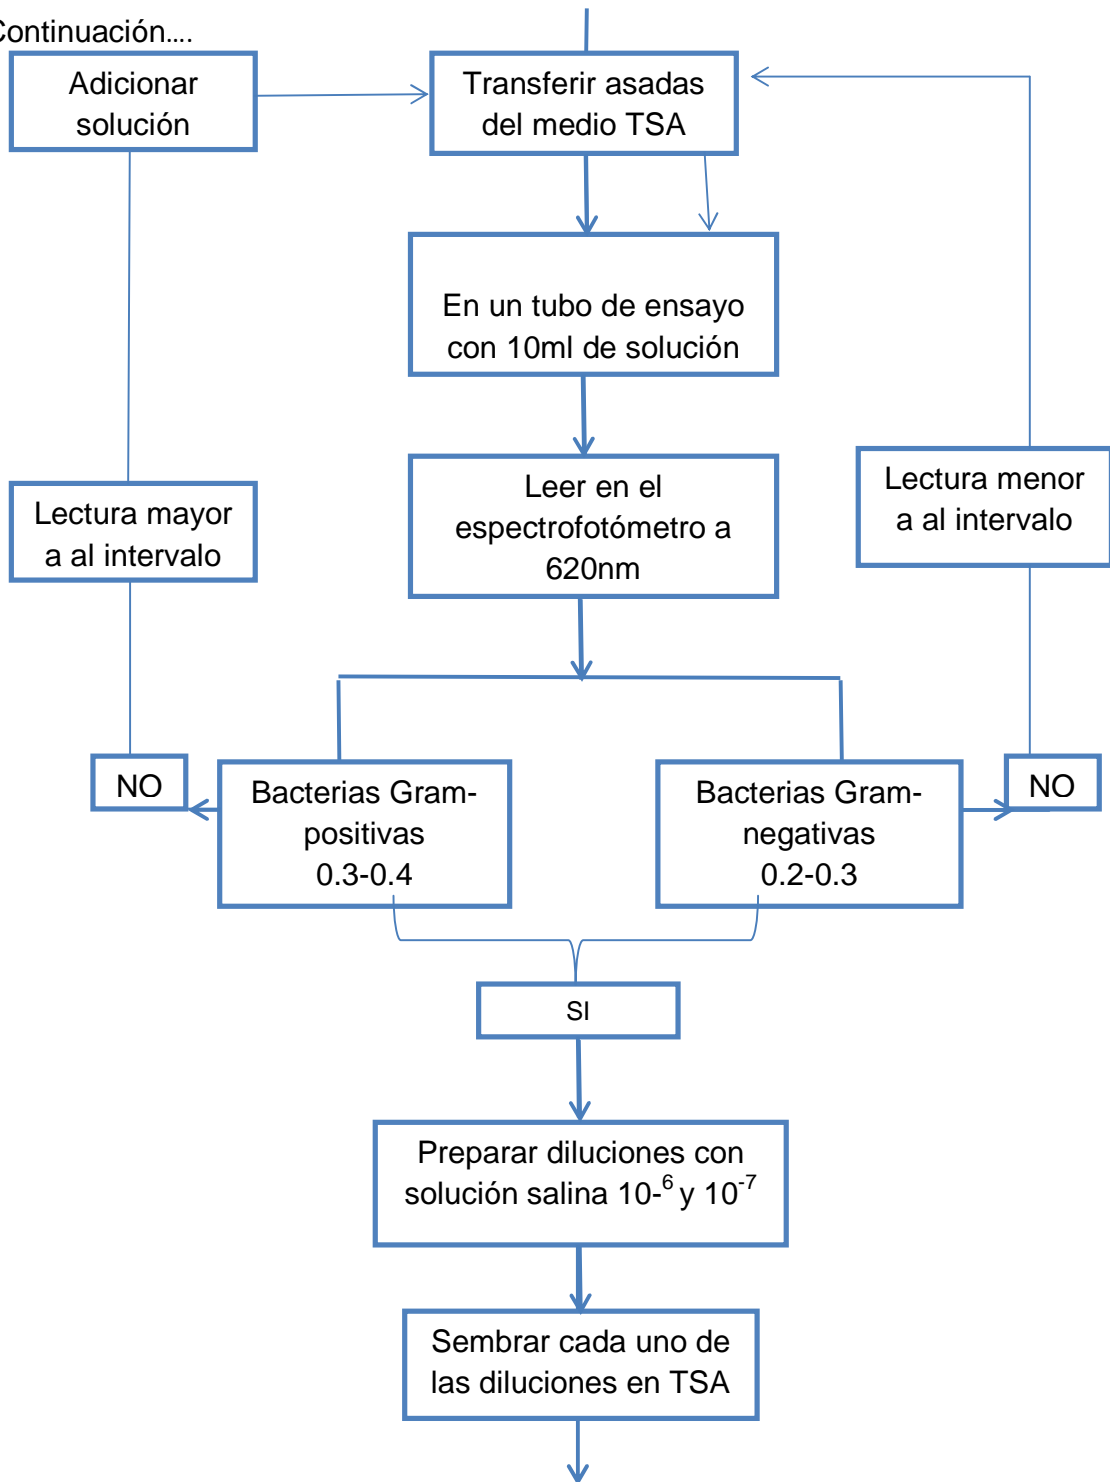 Continuación....
Adicionar
solución
Transferir asadas
del medio TSA
En un tubo de ensayo
con 10ml de solución
Leer en el
espectrofotómetro a
620nm
Lectura mayor
a al intervalo
Lectura menor
a al intervalo
NO
Bacterias Gram-
positivas
0.3-0.4
Bacterias Gram-
negativas
0.2-0.3
NO
SI
Preparar diluciones con
solución salina 10-⁶ y 10⁻⁷
Sembrar cada uno de
las diluciones en TSA